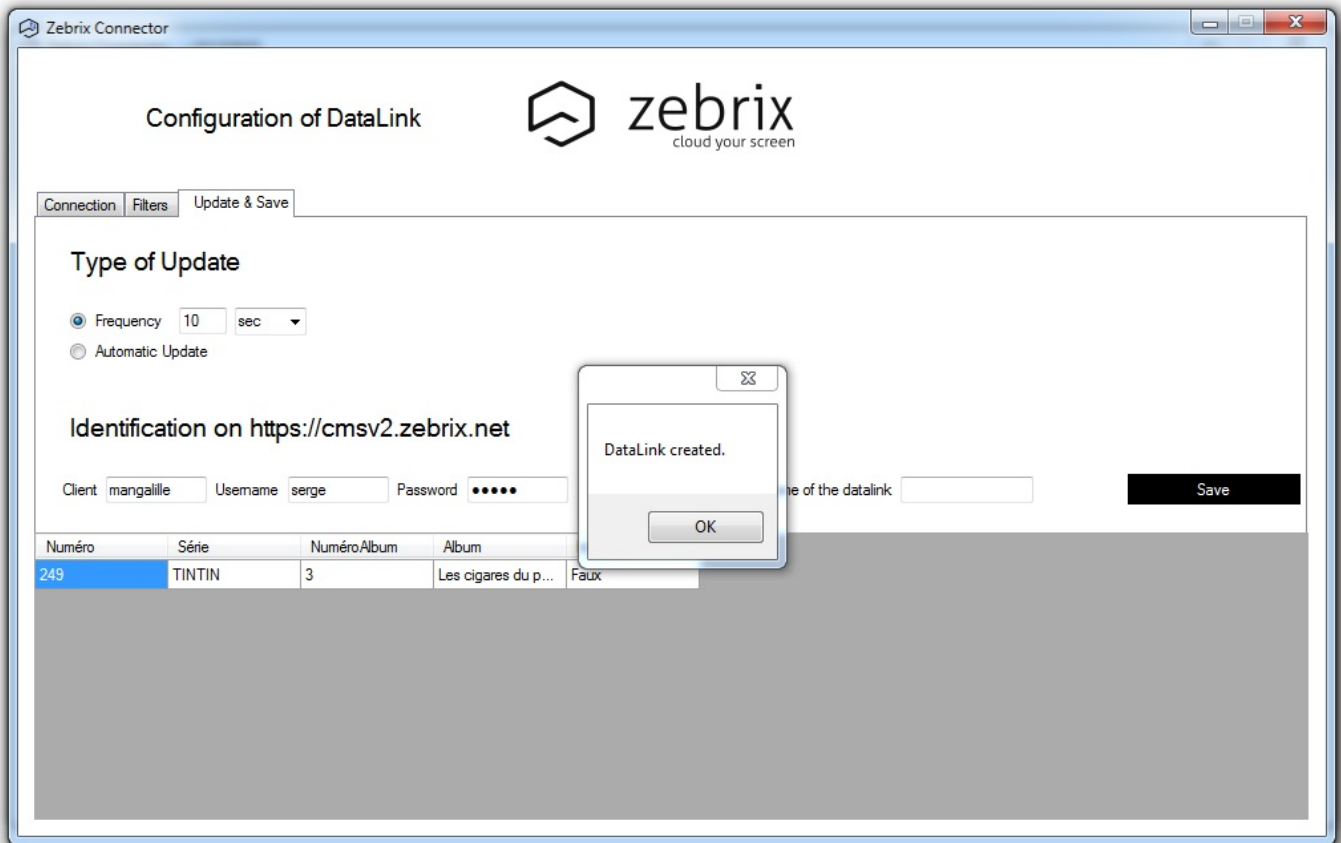 Zebrix Connector
Configuration of DataLink
zebrix
cloud your screen
Connection Filters Update & Save
Type of Update
Frequency 10 sec
Automatic Update
Identification on https://cmsv2.zebrix.net
DataLink created.
OK
Client mangalille Username serge Password ••••• of the datalink Save
Numéro Série NuméroAlbum Album
249 TINTIN 3 Les cigares du p... Faux